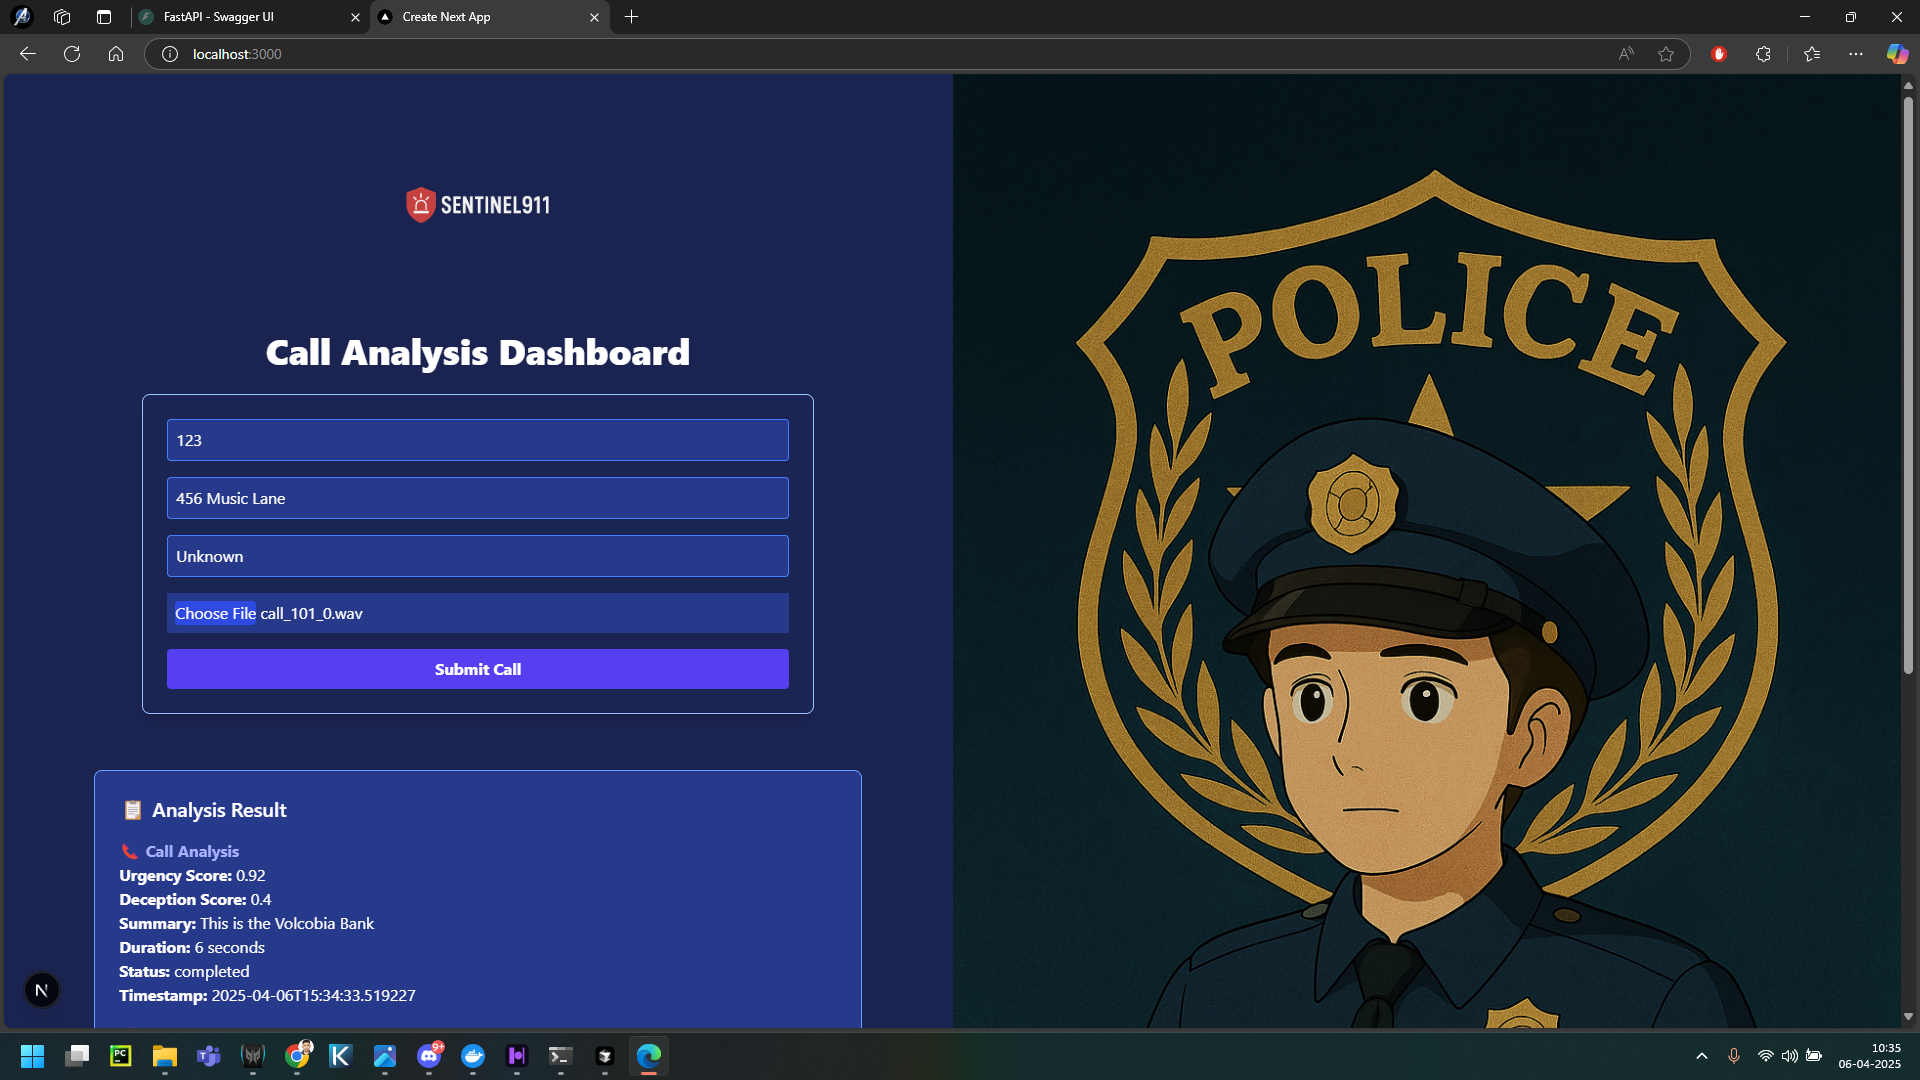 FastAPI - Swagger UI
Create Next App
localhost:3000
SENTINEL911
Call Analysis Dashboard
123
456 Music Lane
Unknown
Choose File call_101_0.wav
Submit Call
Analysis Result
Call Analysis
Urgency Score: 0.92
Deception Score: 0.4
Summary: This is the Volcobia Bank
Duration: 6 seconds
Status: completed
Timestamp: 2025-04-06T15:34:33.519227
POLICE
N
PC
K
9+
10:35
06-04-2025